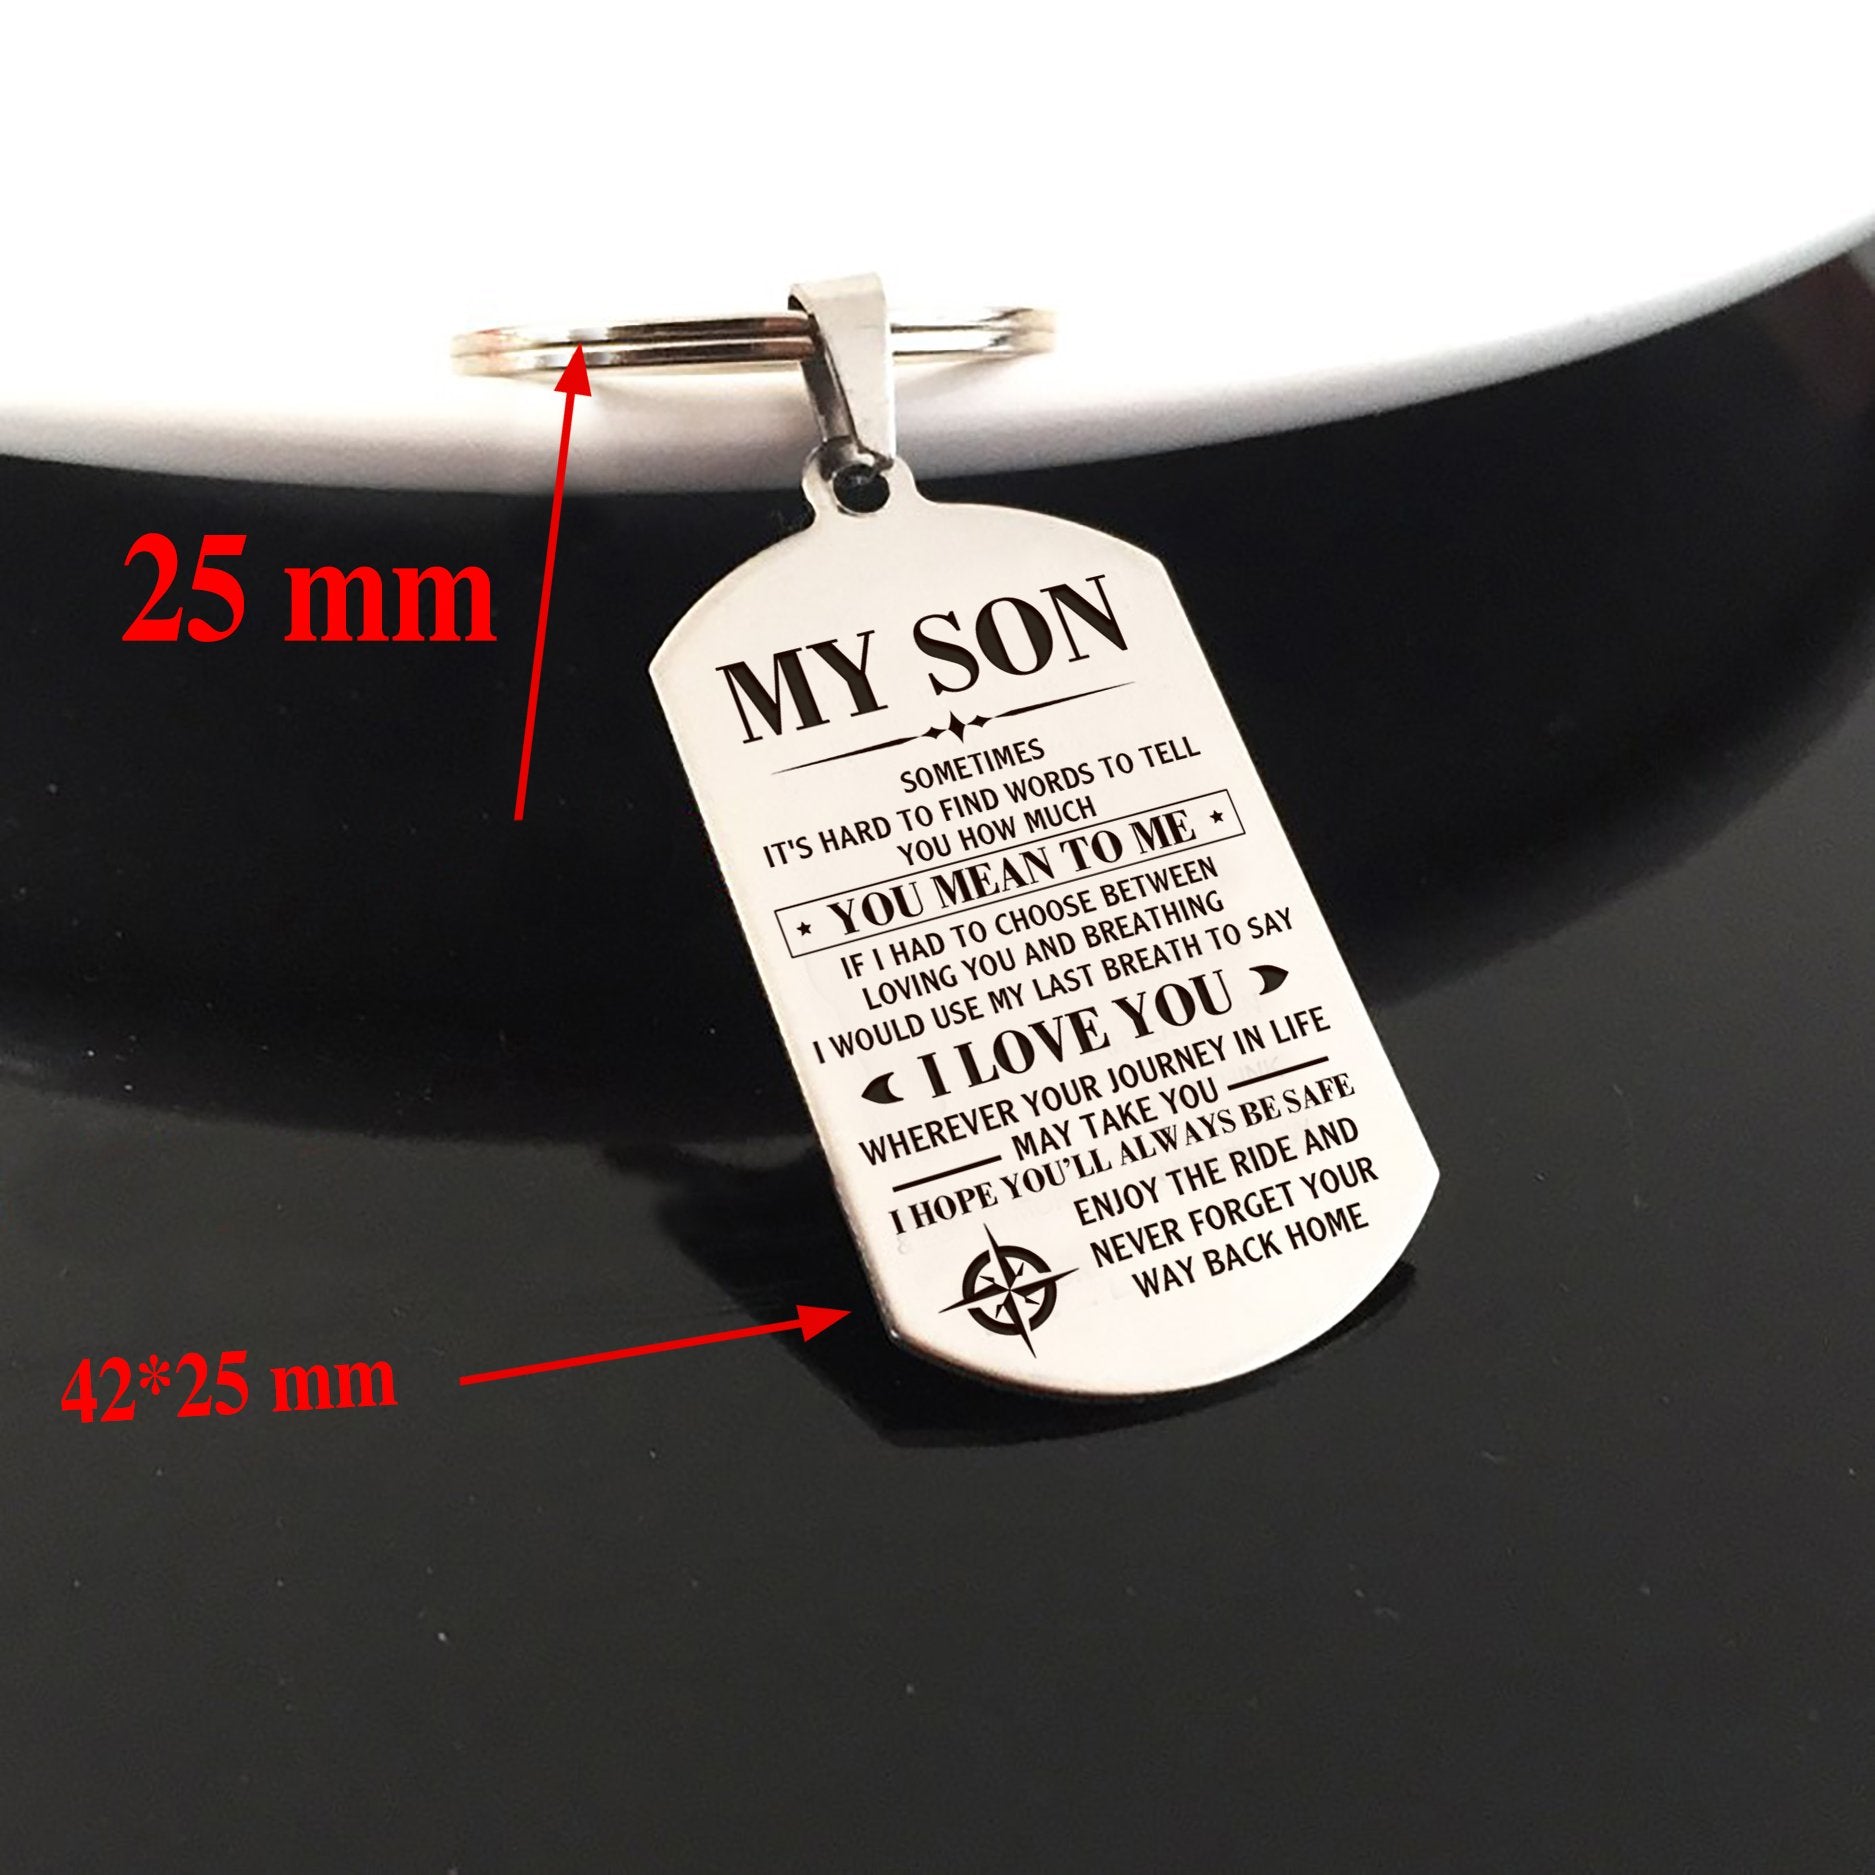 25 mm
MY SON
SOMETIMES
IT'S HARD TO FIND WORDS TO TELL
YOU HOW MUCH
YOU MEAN TO ME
IF I HAD TO CHOOSE BETWEEN
LOVING YOU AND BREATHING
I WOULD USE MY LAST BREATH TO SAY
I LOVE YOU
WHEREVER YOUR JOURNEY IN LIFE
MAY TAKE YOU
I HOPE YOU'LL ALWAYS BE SAFE
ENJOY THE RIDE AND
NEVER FORGET YOUR
WAY BACK HOME
42*25 mm